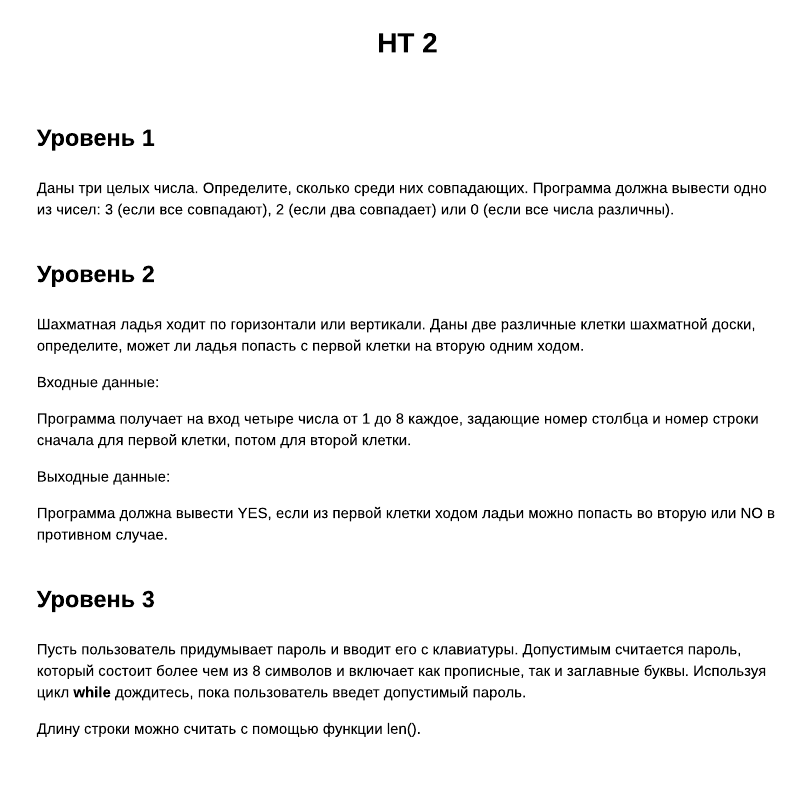 НТ 2
Уровень 1
Даны три целых числа. Определите, сколько среди них совпадающих. Программа должна вывести одно
из чисел: 3 (если все совпадают), 2 (если два совпадает) или 0 (если все числа различны).
Уровень 2
Шахматная ладья ходит по горизонтали или вертикали. Даны две различные клетки шахматной доски,
определите, может ли ладья попасть с первой клетки на вторую одним ходом.
Входные данные:
Программа получает на вход четыре числа от 1 до 8 каждое, задающие номер столбца и номер строки
сначала для первой клетки, потом для второй клетки.
Выходные данные:
Программа должна вывести YES, если из первой клетки ходом ладьи можно попасть во вторую или NO в
противном случае.
Уровень 3
Пусть пользователь придумывает пароль и вводит его с клавиатуры. Допустимым считается пароль,
который состоит более чем из 8 символов и включает как прописные, так и заглавные буквы. Используя
цикл while дождитесь, пока пользователь введет допустимый пароль.
Длину строки можно считать с помощью функции len().